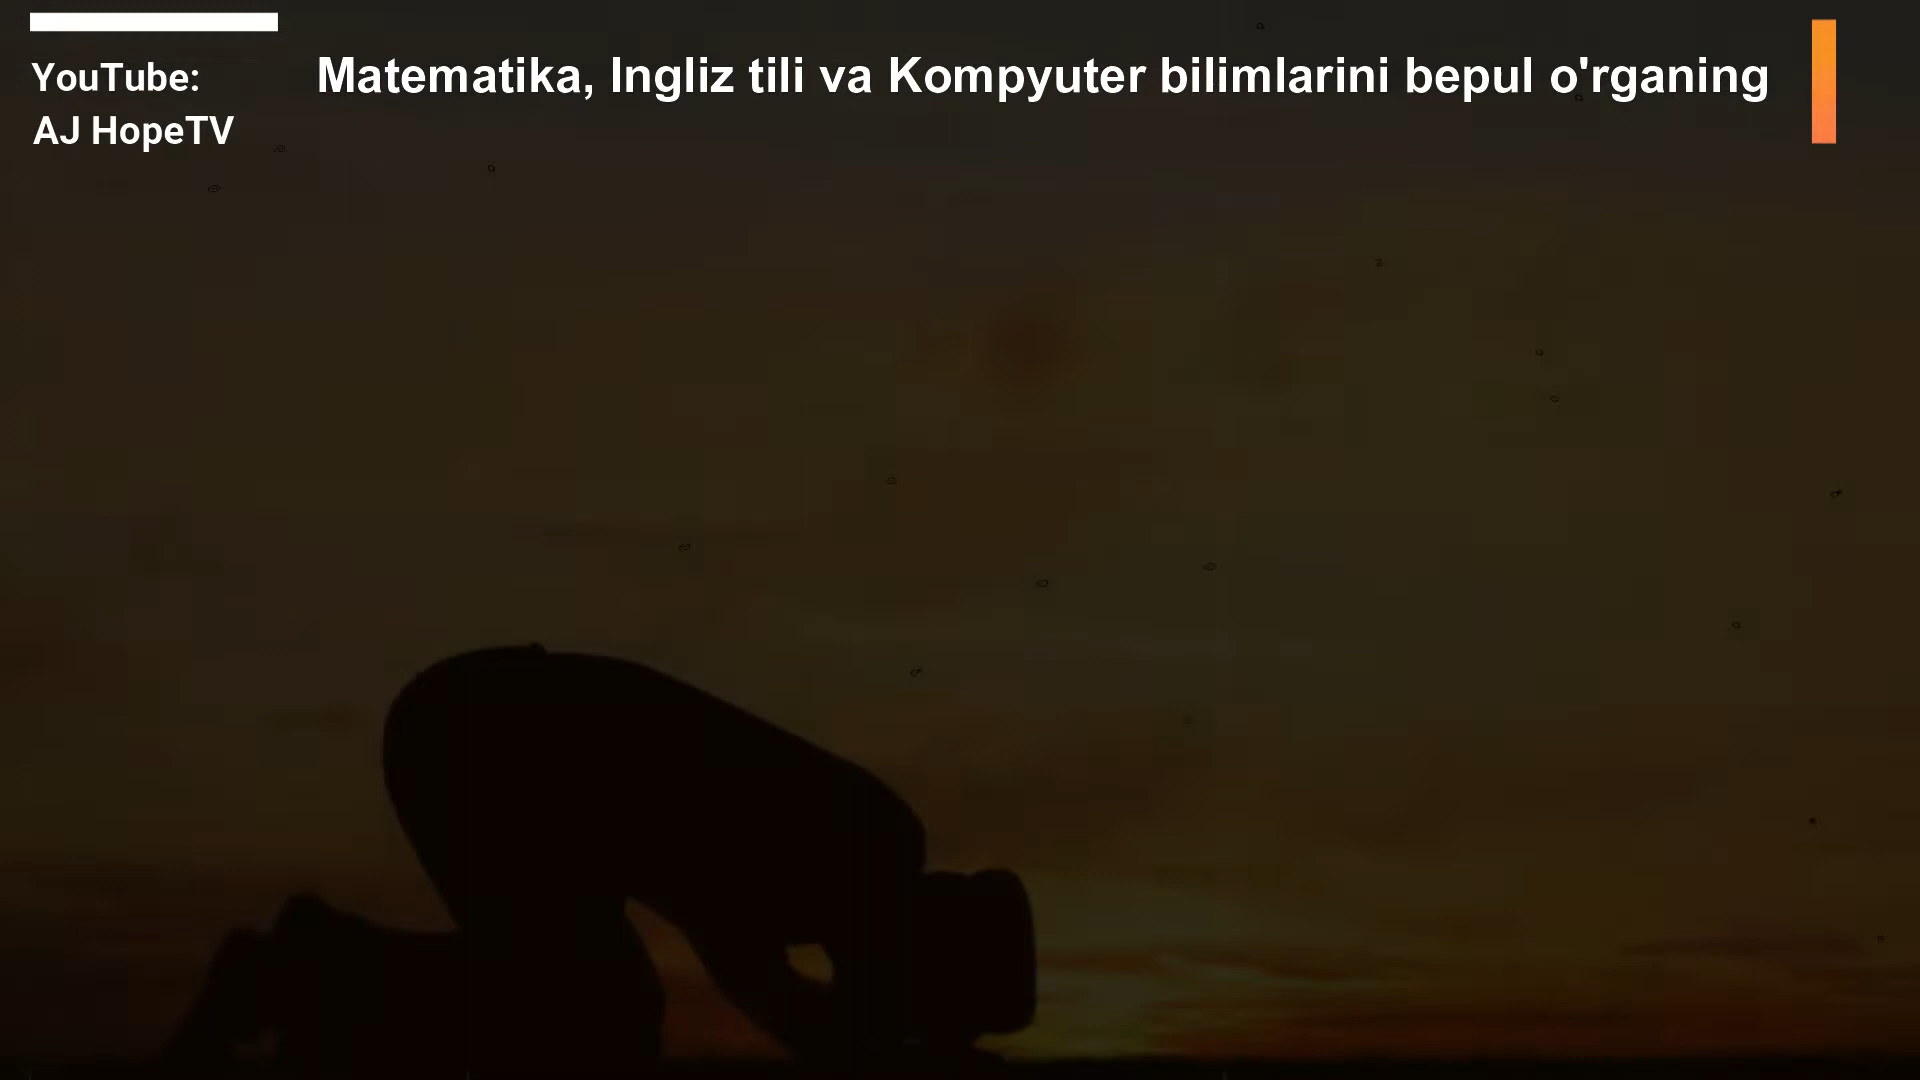 YouTube:
AJ HopeTV
Matematika, Ingliz tili va Kompyuter bilimlarini bepul o'rganing